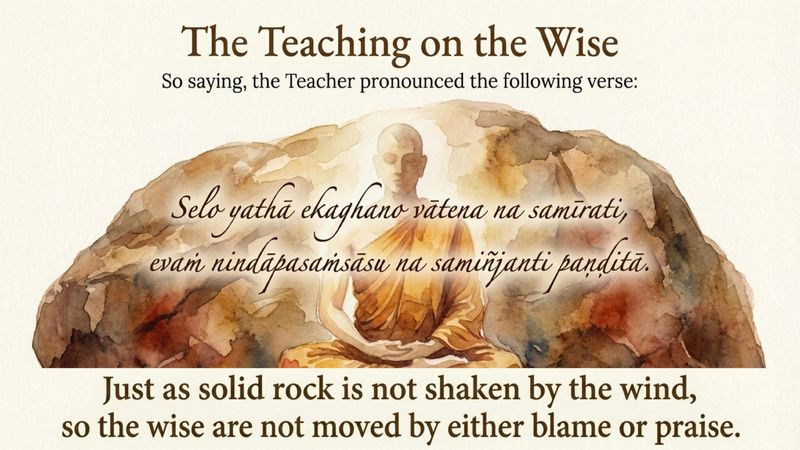 The Teaching on the Wise
So saying, the Teacher pronounced the following verse:
Selo yathā ekaghano vātena na samīrati,
evaṁ nindāpasaṁsāsu na samiñjanti paṇḍitā.
Just as solid rock is not shaken by the wind,
so the wise are not moved by either blame or praise.